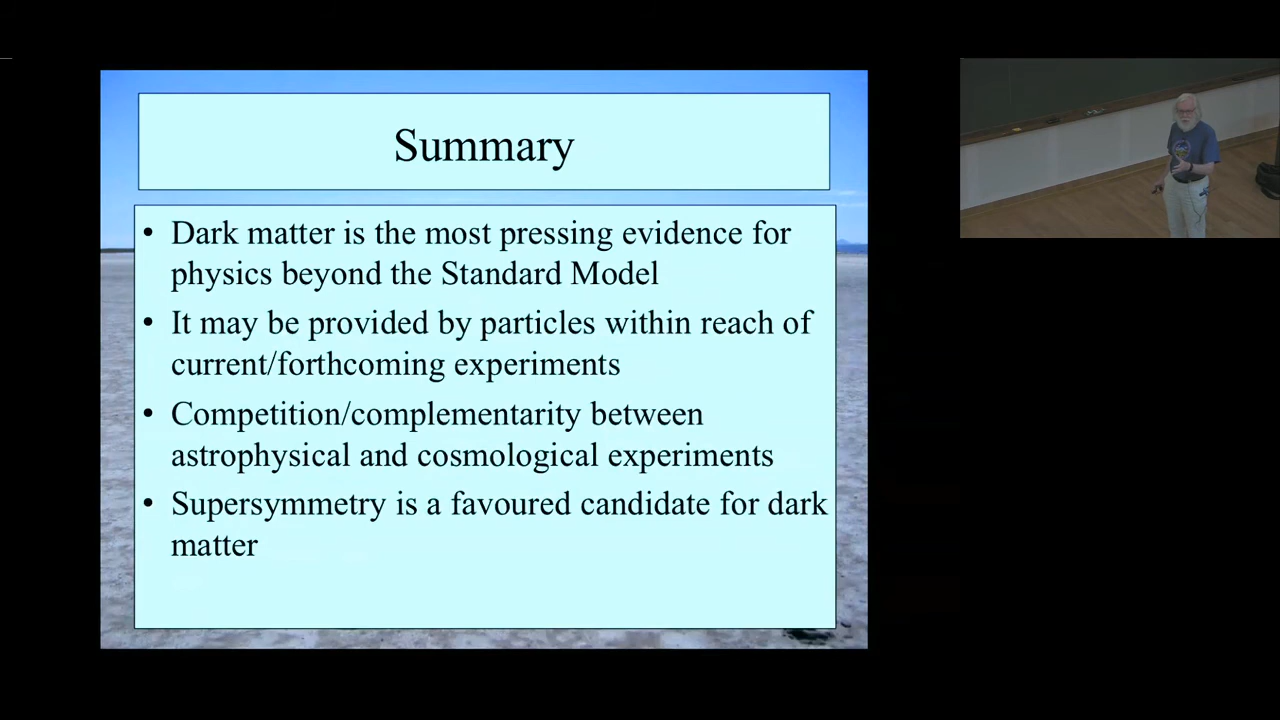 Summary
• Dark matter is the most pressing evidence for
physics beyond the Standard Model
• It may be provided by particles within reach of
current/forthcoming experiments
• Competition/complementarity between
astrophysical and cosmological experiments
• Supersymmetry is a favoured candidate for dark
matter